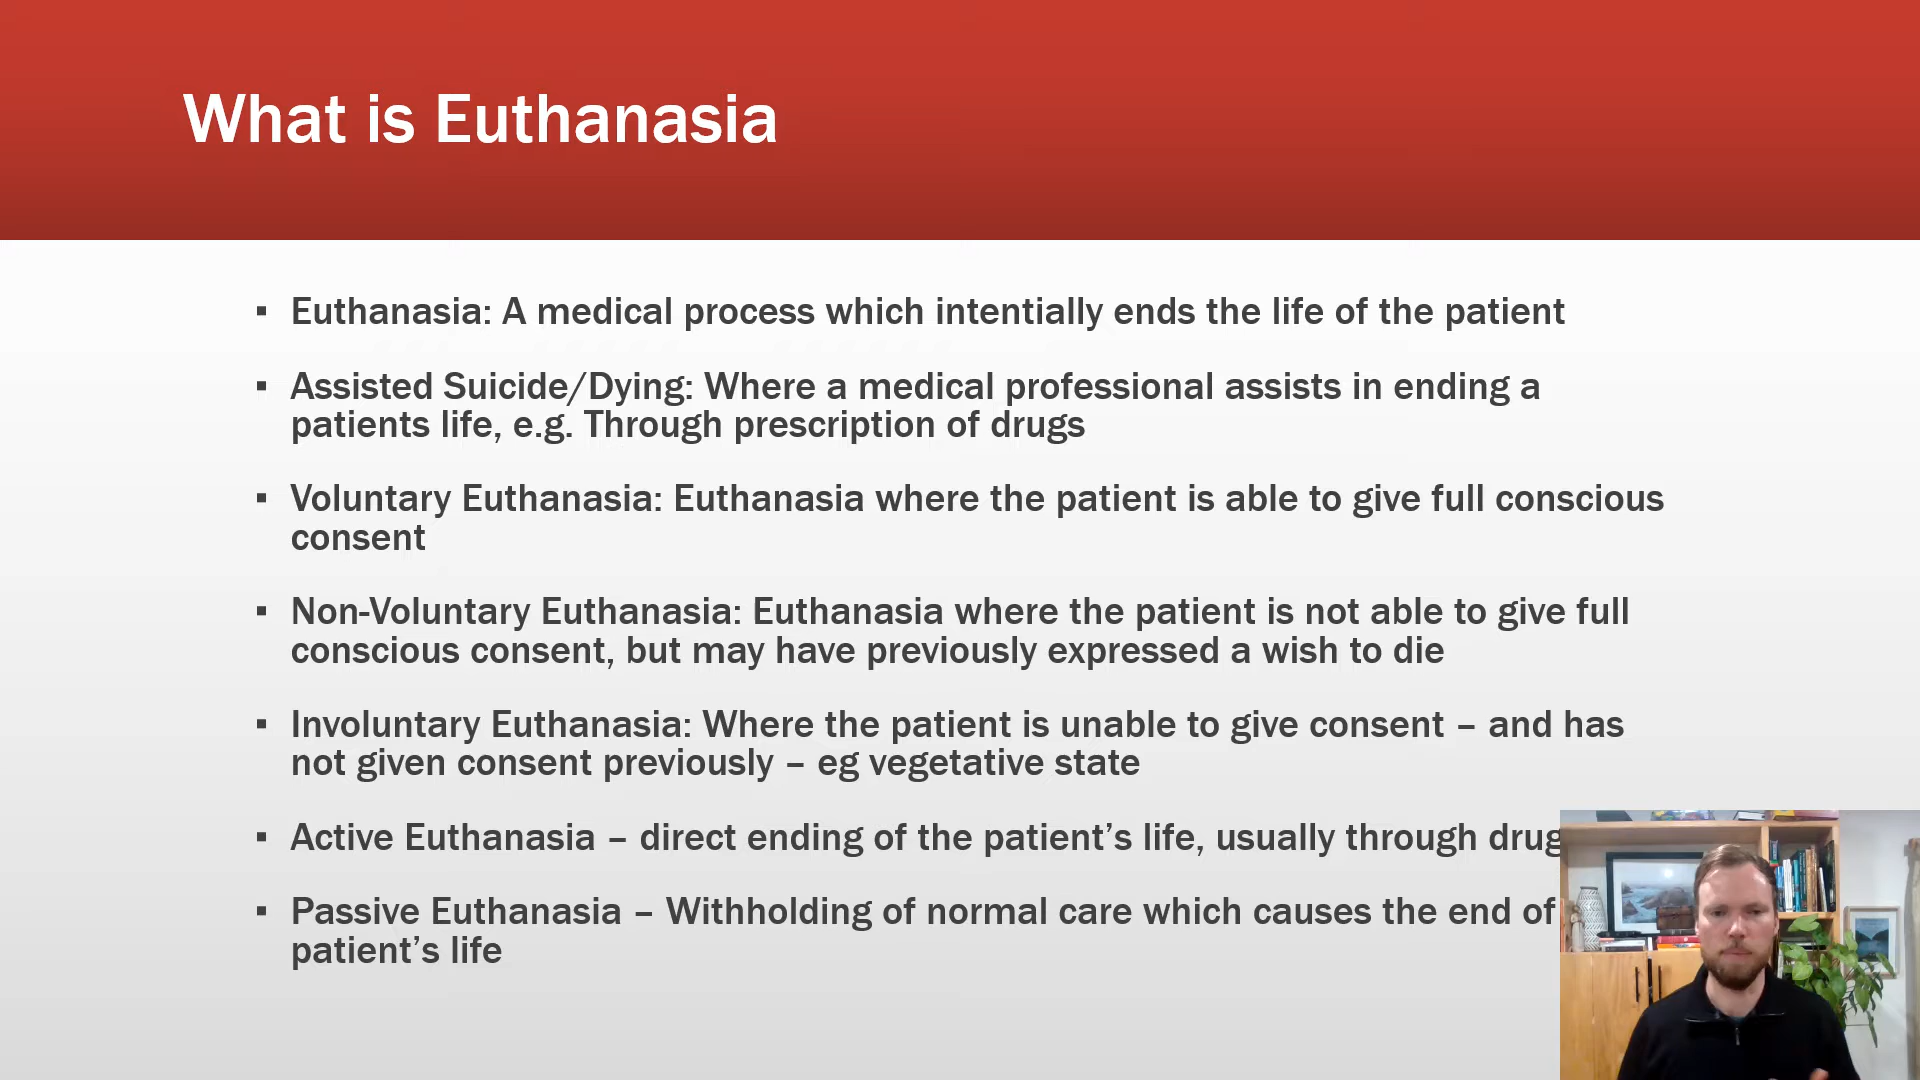 What is Euthanasia
▪ Euthanasia: A medical process which intentially ends the life of the patient
▪ Assisted Suicide/Dying: Where a medical professional assists in ending a
patients life, e.g. Through prescription of drugs
▪ Voluntary Euthanasia: Euthanasia where the patient is able to give full conscious
consent
▪ Non-Voluntary Euthanasia: Euthanasia where the patient is not able to give full
conscious consent, but may have previously expressed a wish to die
▪ Involuntary Euthanasia: Where the patient is unable to give consent – and has
not given consent previously – eg vegetative state
▪ Active Euthanasia – direct ending of the patient’s life, usually through
▪ Passive Euthanasia – Withholding of normal care which causes the end of
patient’s life